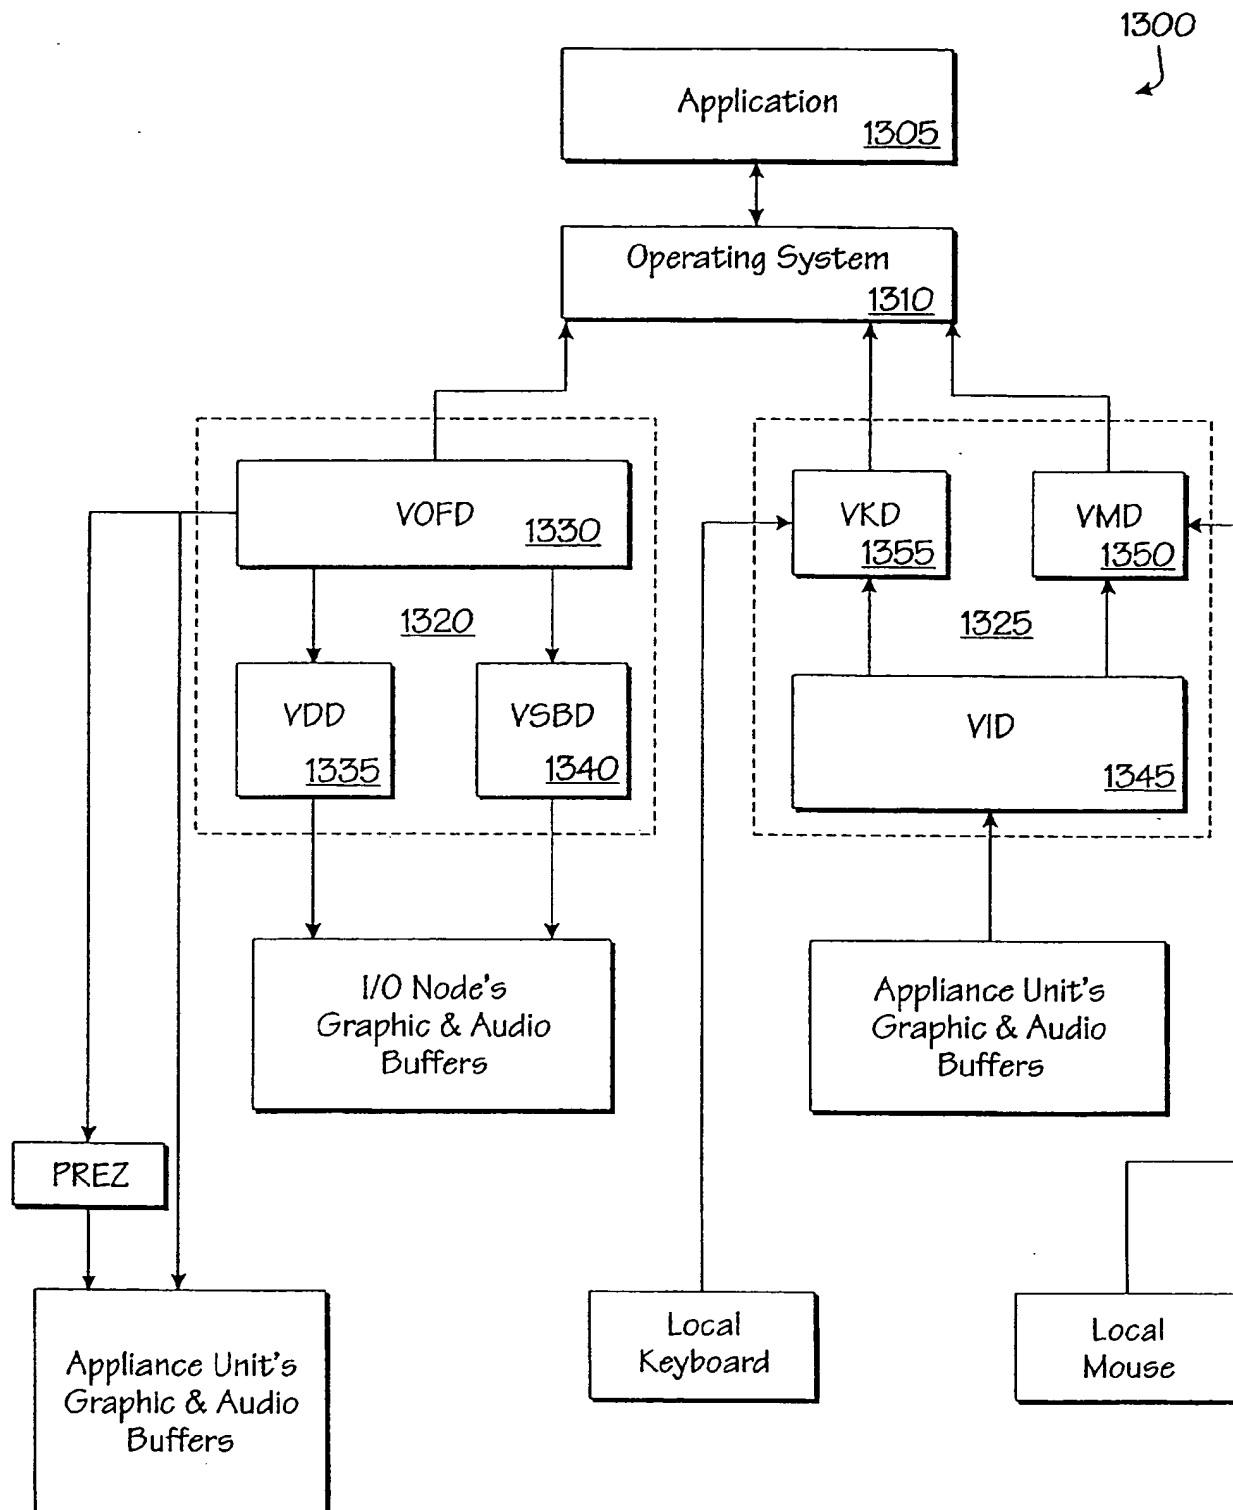 1300
Application
1305
Operating System
1310
VOFD
1330
VKD
1355
VMD
1350
1320
1325
VDD
1335
VSBD
1340
VID
1345
I/O Node's
Graphic & Audio
Buffers
Appliance Unit's
Graphic & Audio
Buffers
PREZ
Appliance Unit's
Graphic & Audio
Buffers
Local
Keyboard
Local
Mouse